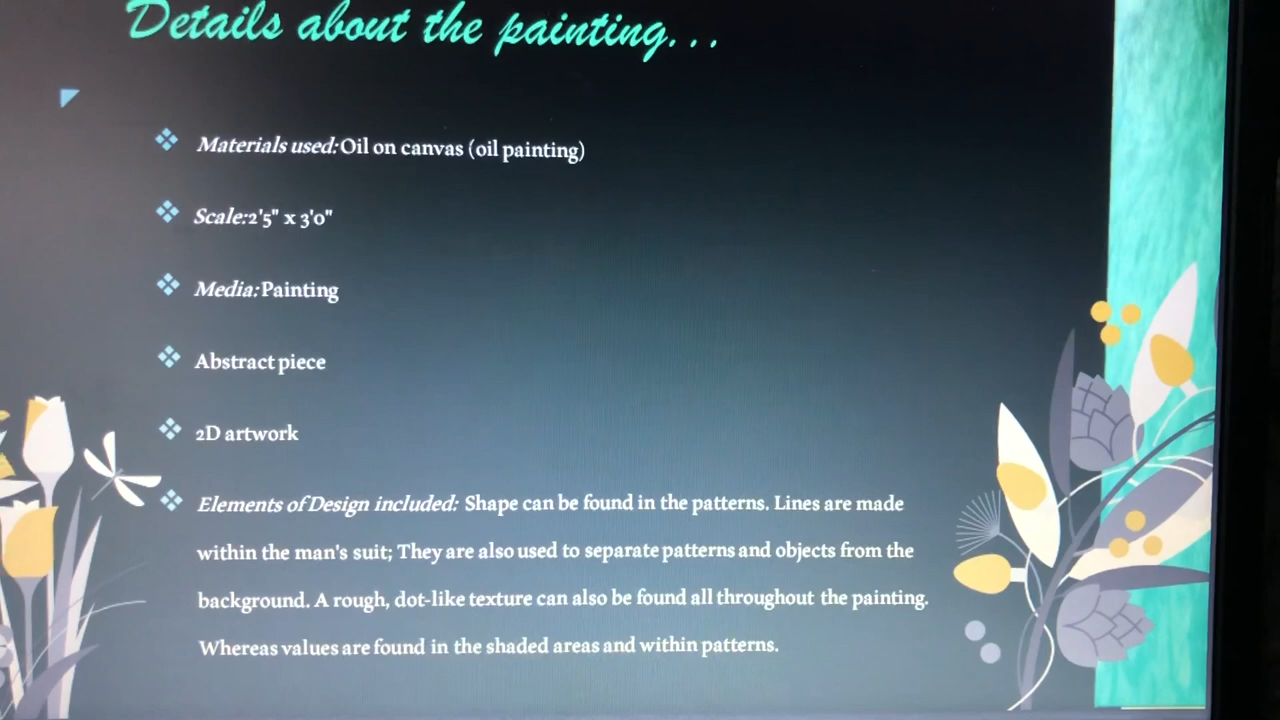 Details about the painting...
Materials used: Oil on canvas (oil painting)
Scale: 2'5" x 3'0"
Media: Painting
Abstract piece
2D artwork
Elements of Design included: Shape can be found in the patterns. Lines are made
within the man's suit; They are also used to separate patterns and objects from the
background. A rough, dot-like texture can also be found all throughout the painting.
Whereas values are found in the shaded areas and within patterns.